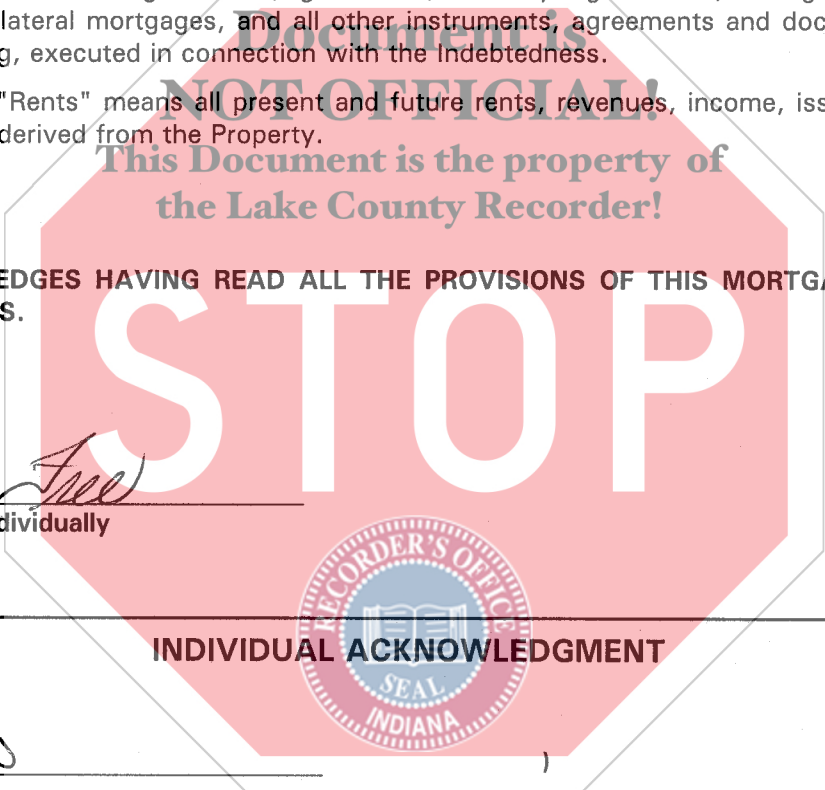 lateral mortgages, and all other instruments, agreements and doc
g, executed in connection with the Indebtedness.
Document is
NOT OFFICIAL!
"Rents" means all present and future rents, revenues, income, iss
derived from the Property.
This Document is the property of
the Lake County Recorder!
EDGES HAVING READ ALL THE PROVISIONS OF THIS MORTGA
S.
STOP
Free
dividually
RECORDER'S OFFICE
INDIVIDUAL ACKNOWLEDGMENT
SEAL
INDIANA
)